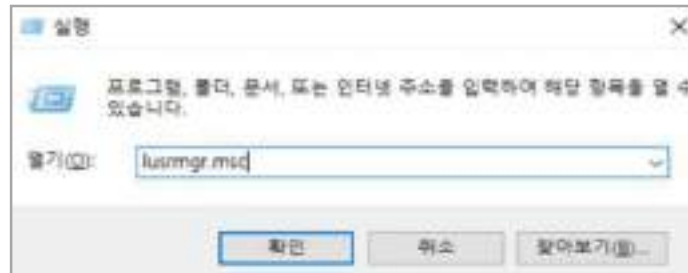 실행
프로그램, 폴더, 문서, 또는 인터넷 주소를 입력하여 해당 항목을 열 수
있습니다.
열기(O):
lusrmgr.msc
확인
취소
찾아보기(B)...